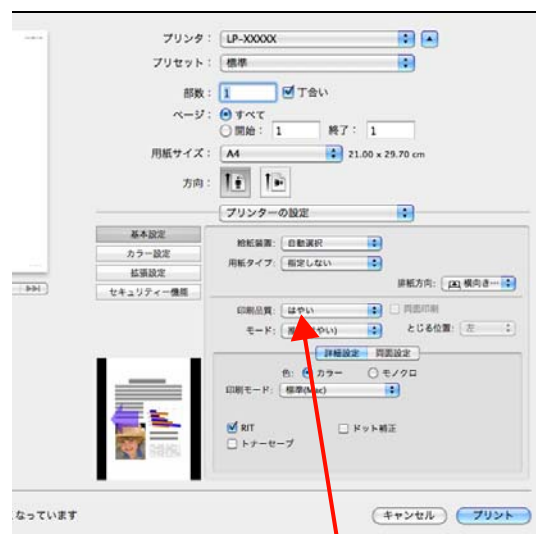 プリンタ： LP-XXXXX
プリセット： 標準
部数： 1 丁合い
ページ： すべて
開始： 1 終了： 1
用紙サイズ： A4 21.00 x 29.70 cm
方向：
プリンターの設定
基本設定
カラー設定
拡張設定
セキュリティー機能
給紙装置： 自動選択
用紙タイプ： 指定しない
排紙方向： 横向き…
印刷品質： はやい 両面印刷
モード： とじる位置： 左
詳細設定 両面設定
色： カラー モノクロ
印刷モード： 標準(Mac)
RIT ドット補正
トナーセーブ
なっています
キャンセル プリント